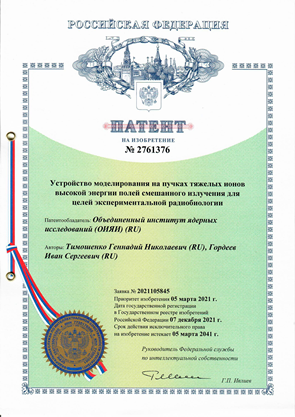 РОССИЙСКАЯ ФЕДЕРАЦИЯ
ПАТЕНТ
НА ИЗОБРЕТЕНИЕ
№ 2761376
Устройство моделирования на пучках тяжелых ионов
высокой энергии полей смешанного излучения для
целей экспериментальной радиобиологии
Патентообладатель: Объединенный институт ядерных
исследований (ОИЯИ) (RU)
Авторы: Тимошенко Геннадий Николаевич (RU), Гордеев
Иван Сергеевич (RU)
Заявка № 2021105845
Приоритет изобретения 05 марта 2021 г.
Дата государственной регистрации
в Государственном реестре изобретений
Российской Федерации 07 декабря 2021 г.
Срок действия исключительного права
на изобретение истекает 05 марта 2041 г.
Руководитель Федеральной службы
по интеллектуальной собственности
Г.П. Ивлиев